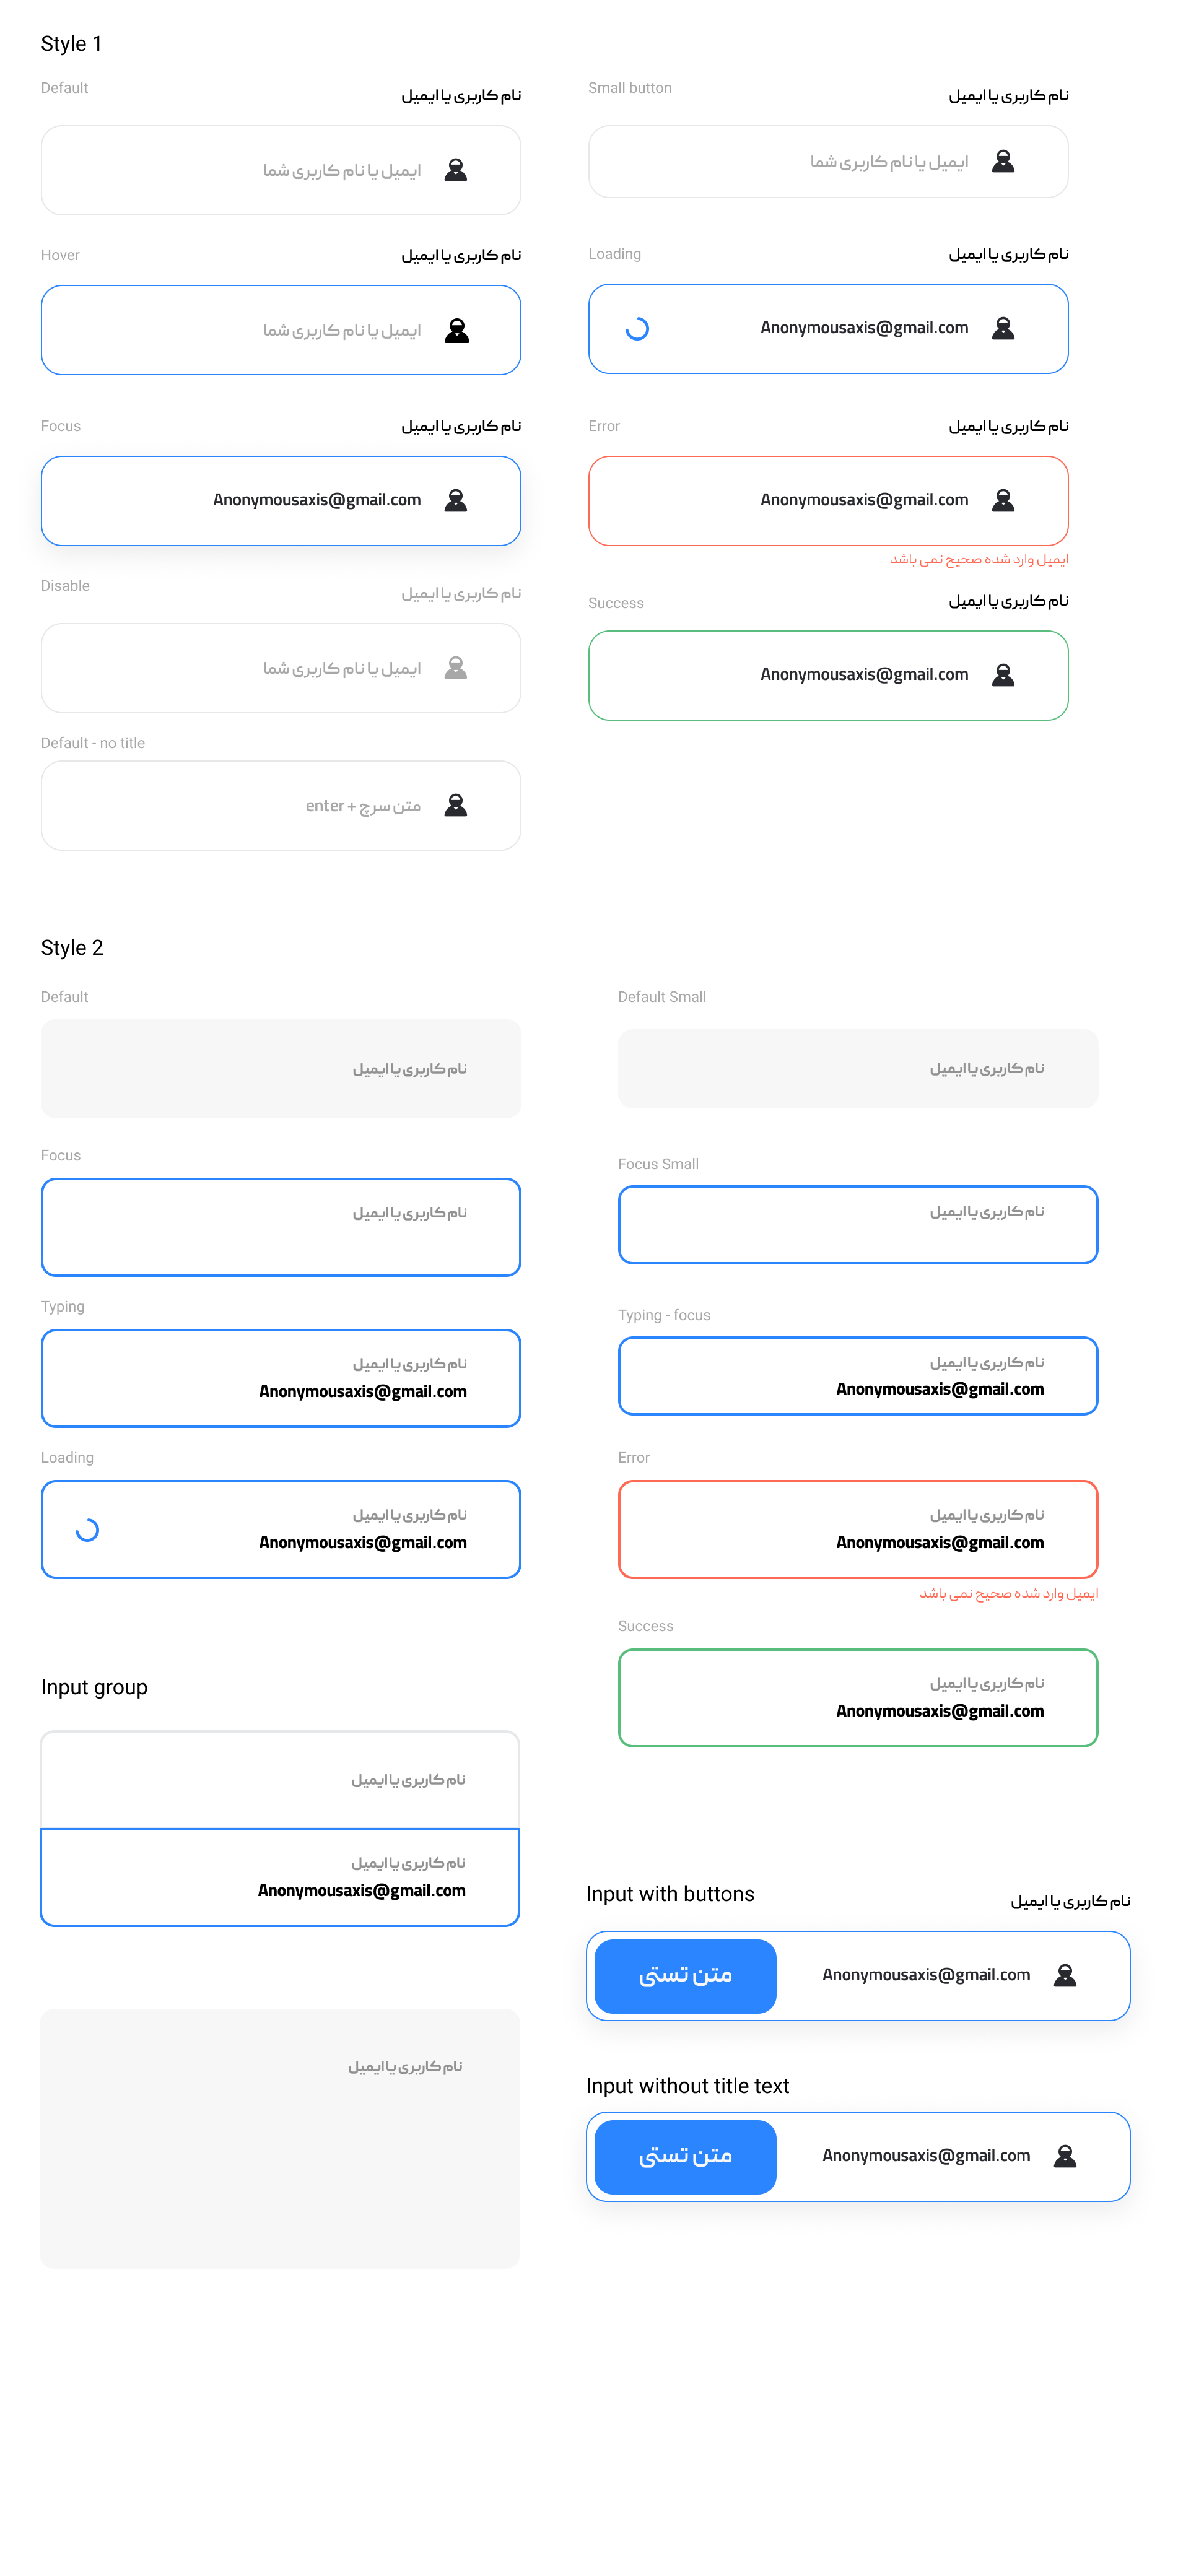 Style 1
Default
نام کاربری یا ایمیل
ایمیل یا نام کاربری شما
Small button
نام کاربری یا ایمیل
ایمیل یا نام کاربری شما
Hover
نام کاربری یا ایمیل
ایمیل یا نام کاربری شما
Loading
نام کاربری یا ایمیل
Anonymousaxis@gmail.com
Focus
نام کاربری یا ایمیل
Anonymousaxis@gmail.com
Error
نام کاربری یا ایمیل
Anonymousaxis@gmail.com
ایمیل وارد شده صحیح نمی باشد
Disable
نام کاربری یا ایمیل
ایمیل یا نام کاربری شما
Success
نام کاربری یا ایمیل
Anonymousaxis@gmail.com
Default - no title
متن سرچ + enter
Style 2
Default
نام کاربری یا ایمیل
Default Small
نام کاربری یا ایمیل
Focus
نام کاربری یا ایمیل
Focus Small
نام کاربری یا ایمیل
Typing
نام کاربری یا ایمیل
Anonymousaxis@gmail.com
Typing - focus
نام کاربری یا ایمیل
Anonymousaxis@gmail.com
Loading
نام کاربری یا ایمیل
Anonymousaxis@gmail.com
Error
نام کاربری یا ایمیل
Anonymousaxis@gmail.com
ایمیل وارد شده صحیح نمی باشد
Success
نام کاربری یا ایمیل
Anonymousaxis@gmail.com
Input group
نام کاربری یا ایمیل
نام کاربری یا ایمیل
Anonymousaxis@gmail.com
نام کاربری یا ایمیل
Input with buttons
نام کاربری یا ایمیل
Anonymousaxis@gmail.com
متن تستی
Input without title text
Anonymousaxis@gmail.com
متن تستی